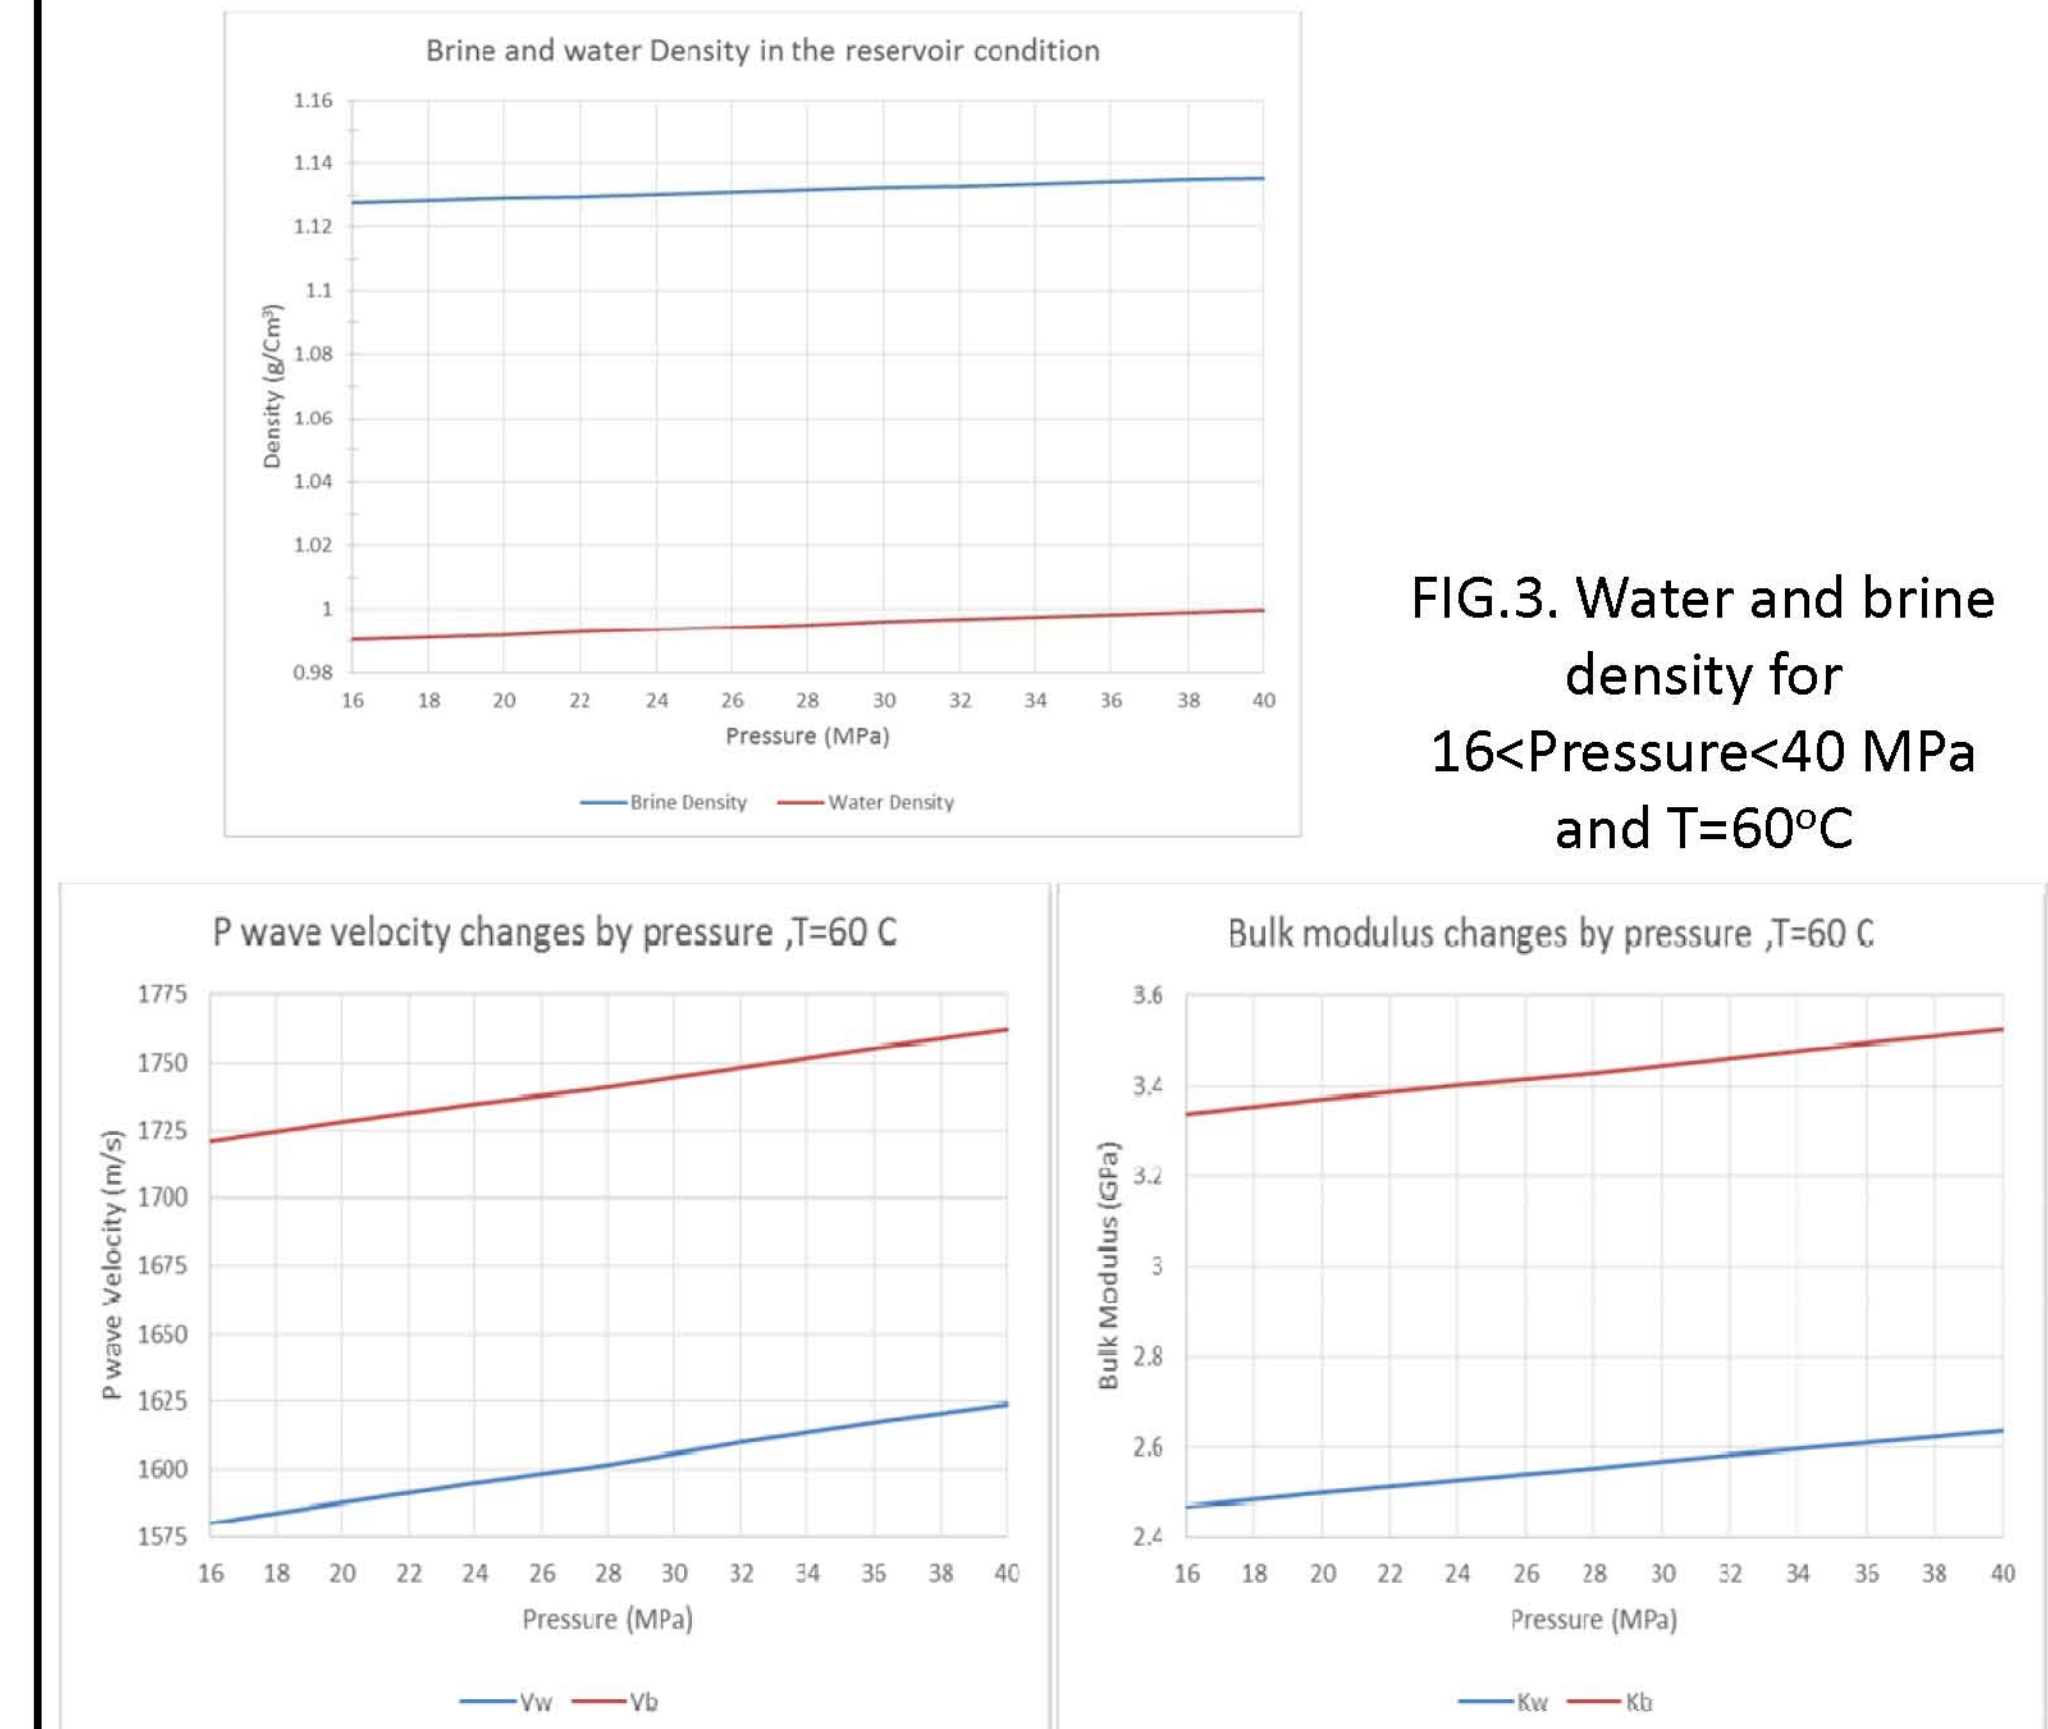 Brine and water Density in the reservoir condition
1.16
1.14
1.12
1.1
1.08
1.06
1.04
1.02
1
0.98
Density (g/Cm³)
16 18 20 22 24 26 28 30 32 34 36 38 40
Pressure (MPa)
Brine Density Water Density
FIG.3. Water and brine
density for
16<Pressure<40 MPa
and T=60°C
P wave velocity changes by pressure ,T=60 C
1775
1750
1725
1700
1675
1650
1625
1600
1575
P wave Velocity (m/s)
16 18 20 22 24 26 28 30 32 34 36 38 40
Pressure (MPa)
Vw Vb
Bulk modulus changes by pressure ,T=60 C
3.6
3.4
3.2
3
2.8
2.6
2.4
Bulk Modulus (GPa)
16 18 20 22 24 26 28 30 32 34 36 38 40
Pressure (MPa)
Kw Kb